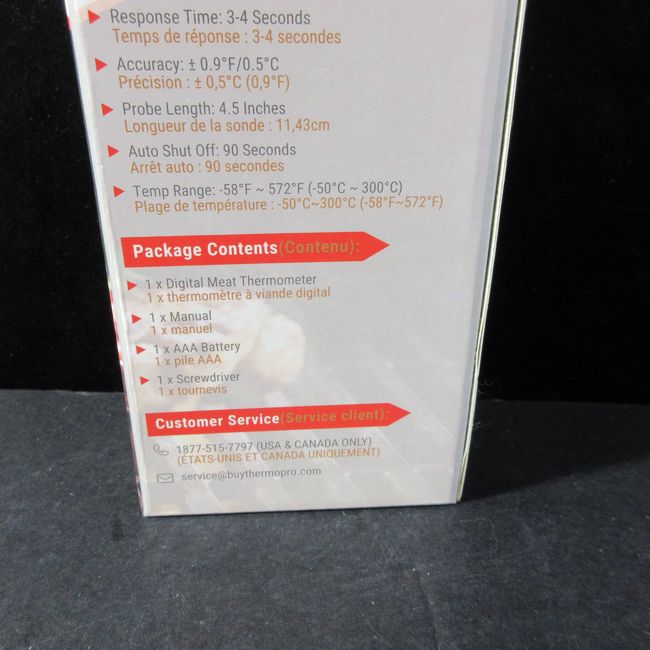 Response Time: 3-4 Seconds
Temps de réponse : 3-4 secondes
Accuracy: ± 0.9°F/0.5°C
Précision : ± 0,5°C (0,9°F)
Probe Length: 4.5 Inches
Longueur de la sonde : 11,43cm
Auto Shut Off: 90 Seconds
Arrêt auto : 90 secondes
Temp Range: -58°F ~ 572°F (-50°C ~ 300°C)
Plage de température : -50°C~300°C (-58°F~572°F)
Package Contents(Contenu):
1 x Digital Meat Thermometer
1 x thermomètre à viande digital
1 x Manual
1 x manuel
1 x AAA Battery
1 x pile AAA
1 x Screwdriver
1 x tournevis
Customer Service(Service client):
1877-515-7797 (USA & CANADA ONLY)
(ÉTATS-UNIS ET CANADA UNIQUEMENT)
service@buythermopro.com